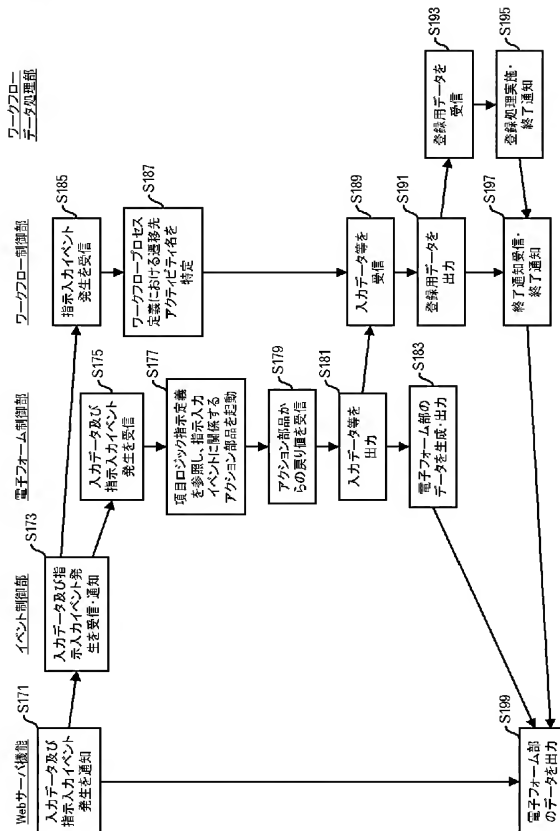 Webサーバ機能
イベント制御部
電子フォーム制御部
ワークフロー制御部
ワークフロー
データ処理部
S171
入力データ及び
指示入力イベント
発生を通知
S173
入力データ及び指
示入力イベント発
生を受信・通知
S175
入力データ及び
指示入力イベント
発生を受信
S177
項目ロジック指示定義
を参照し、指示入力
イベントに関係する
アクション部品を起動
S179
アクション部品か
らの戻り値を受信
S181
入力データ等を
出力
S183
電子フォーム部の
データを生成・出力
S185
指示入力イベント
発生を受信
S187
ワークフロープロセス
定義における遷移先
アクティビティ名を
特定
S189
入力データ等を
受信
S191
登録用データを
出力
S193
登録用データを
受信
S195
登録処理実施・
終了通知
S197
終了通知受信・
終了通知
S199
電子フォーム部
のデータを出力